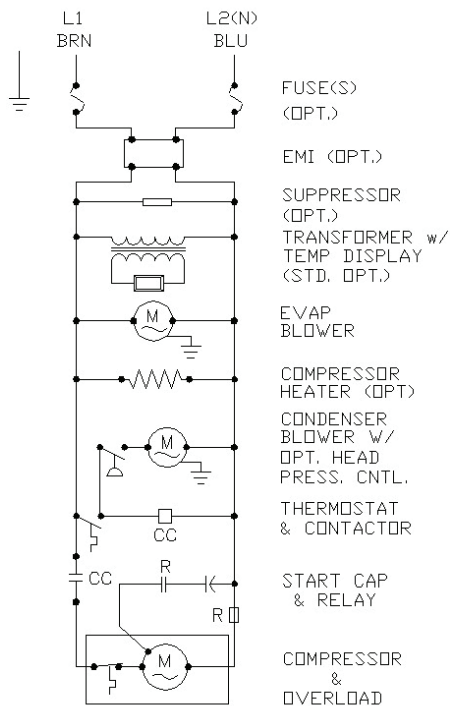 L1 L2(N)
BRN BLU
FUSE(S)
(OPT.)
EMI (OPT.)
SUPPRESSOR
(OPT.)
TRANSFORMER w/
TEMP DISPLAY
(STD. OPT.)
M
EVAP
BLOWER
COMPRESSOR
HEATER (OPT)
M
CONDENSER
BLOWER W/
OPT. HEAD
PRESS. CNTL.
THERMOSTAT
& CONTACTOR
CC
CC
R
START CAP
& RELAY
R
M
COMPRESSOR
&
OVERLOAD